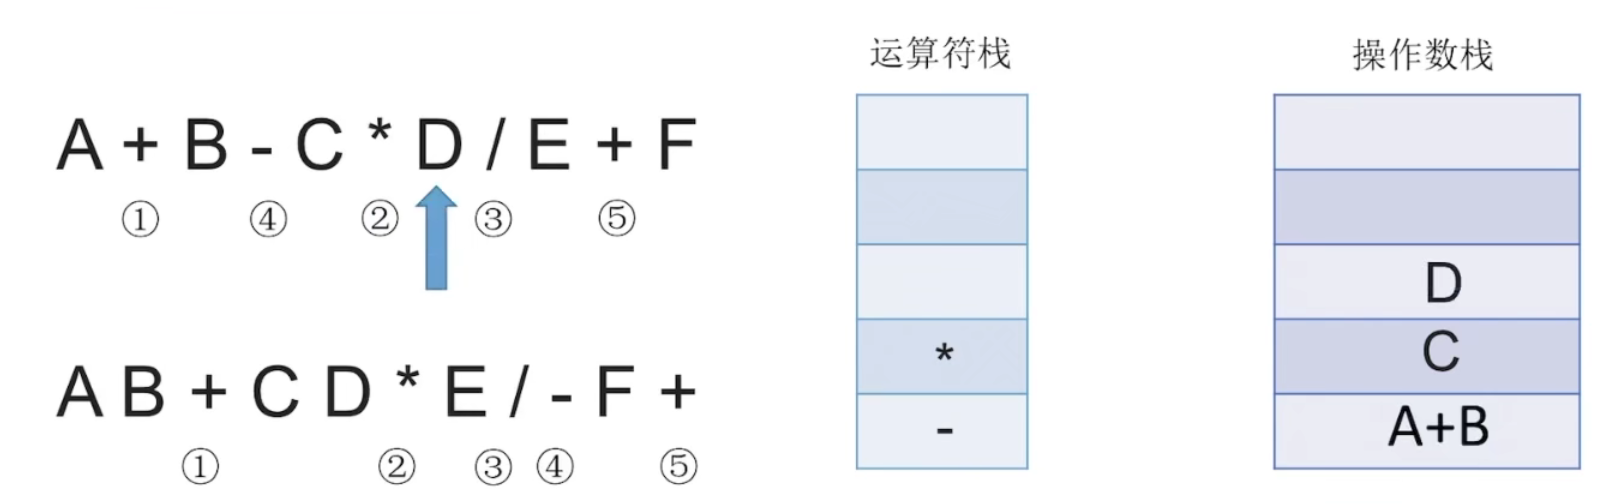 A + B - C * D / E + F
① ④ ② ③ ⑤
A B + C D * E / - F +
① ② ③ ④ ⑤
运算符栈
*
-
操作数栈
D
C
A+B